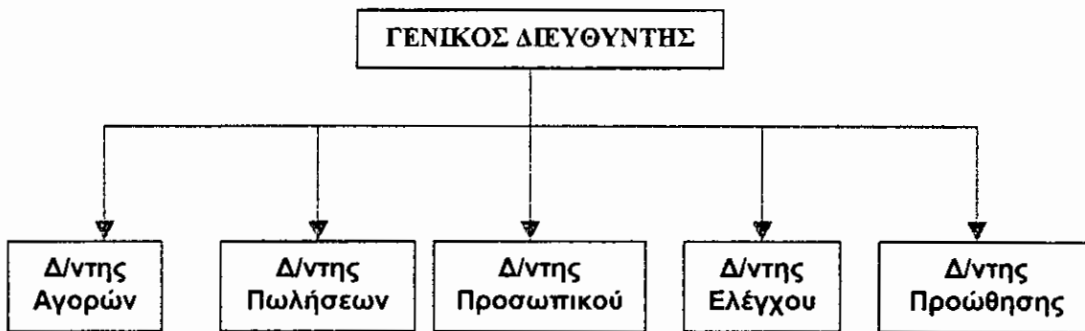 ΓΕΝΙΚΟΣ ΔΙΕΥΘΥΝΤΗΣ
Δ/ντης
Αγορών
Δ/ντης
Πωλήσεων
Δ/ντης
Προσωπικού
Δ/ντης
Ελέγχου
Δ/ντης
Προώθησης